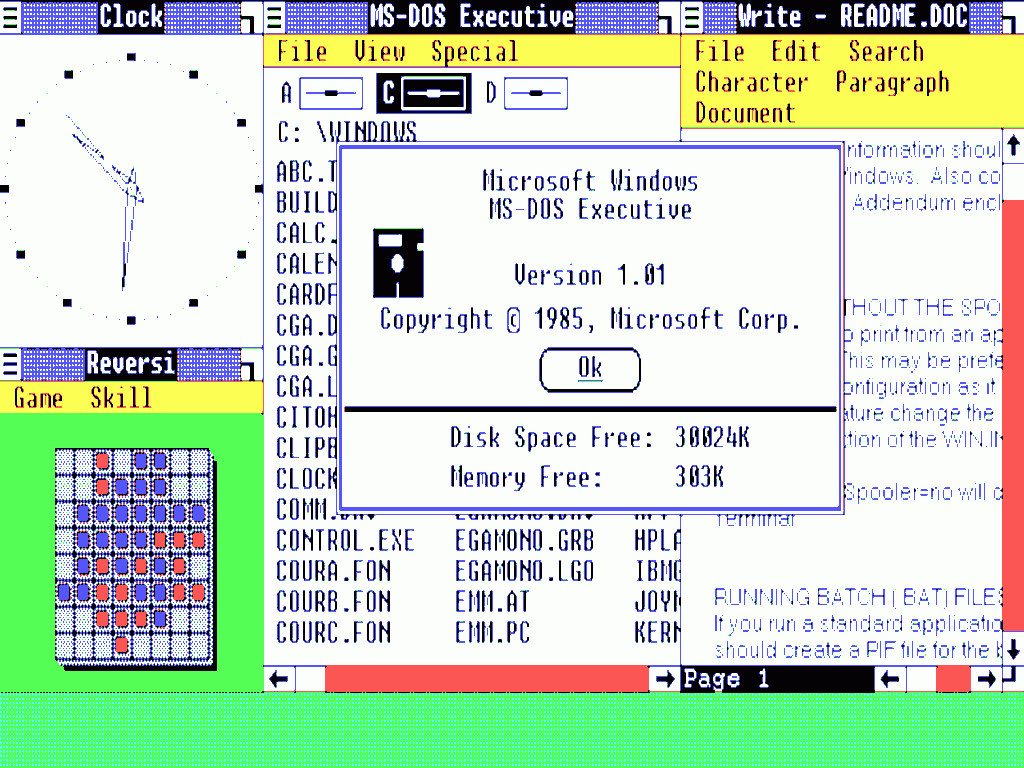 Clock
MS-DOS Executive
File View Special
A C D
C: \WINDOWS
ABC.T
BUILD
CALC.
CALEN
CARDF
CGA.D
CGA.G
CGA.L
CITOH
CLIPB
CLOCK
CONTROL.EXE EGAMONO.GRB HPLA
COURA.FON EGAMONO.LGO IBMG
COURB.FON EMM.AT JOYM
COURC.FON EMM.PC KERN
Microsoft Windows
MS-DOS Executive
Version 1.01
Copyright © 1985, Microsoft Corp.
Ok
Disk Space Free: 30024K
Memory Free: 303K
Write - README.DOC
File Edit Search
Character Paragraph
Document
nformation shoul
indows. Also co
Addendum encl
THOUT THE SPO
o print from an ap
This may be prefe
onfiguration as it
ature change the
tion of the WIN.IN
Spooler=no will c
Terminal
RUNNING BATCH (.BAT) FILES
If you run a standard applicatio
should create a PIF file for the b
Page 1
Reversi
Game Skill